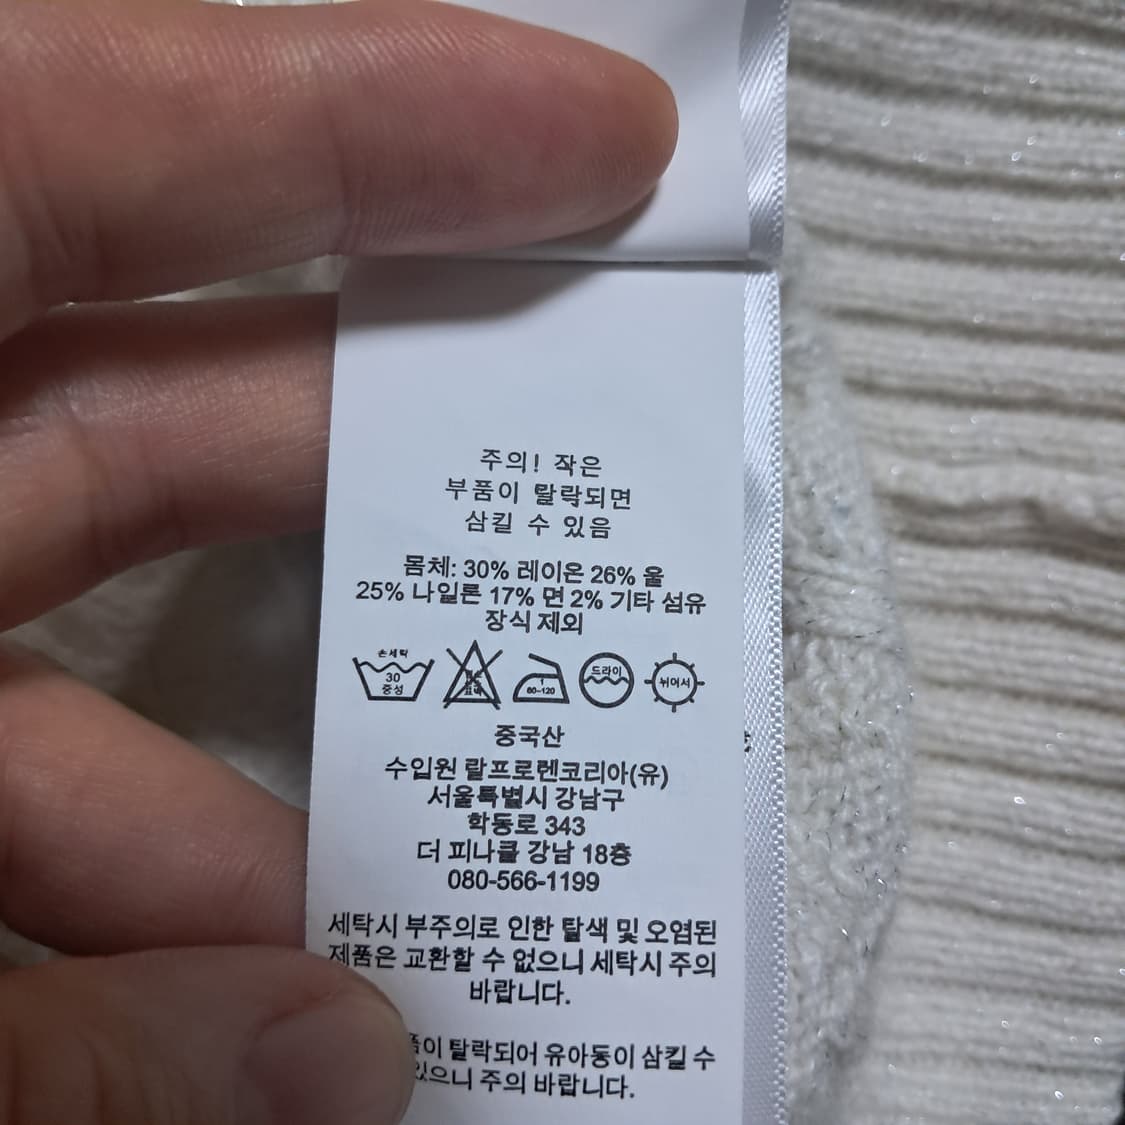 주의! 작은
부품이 탈락되면
삼킬 수 있음
몸체: 30% 레이온 26% 울
25% 나일론 17% 면 2% 기타 섬유
장식 제외
손세탁
30
중성
1
80~120
드라이
뉘어서
중국산
수입원 랄프로렌코리아(유)
서울특별시 강남구
학동로 343
더 피나클 강남 18층
080-566-1199
세탁시 부주의로 인한 탈색 및 오염된
제품은 교환할 수 없으니 세탁시 주의
바랍니다.
품이 탈락되어 유아동이 삼킬 수
있으니 주의 바랍니다.